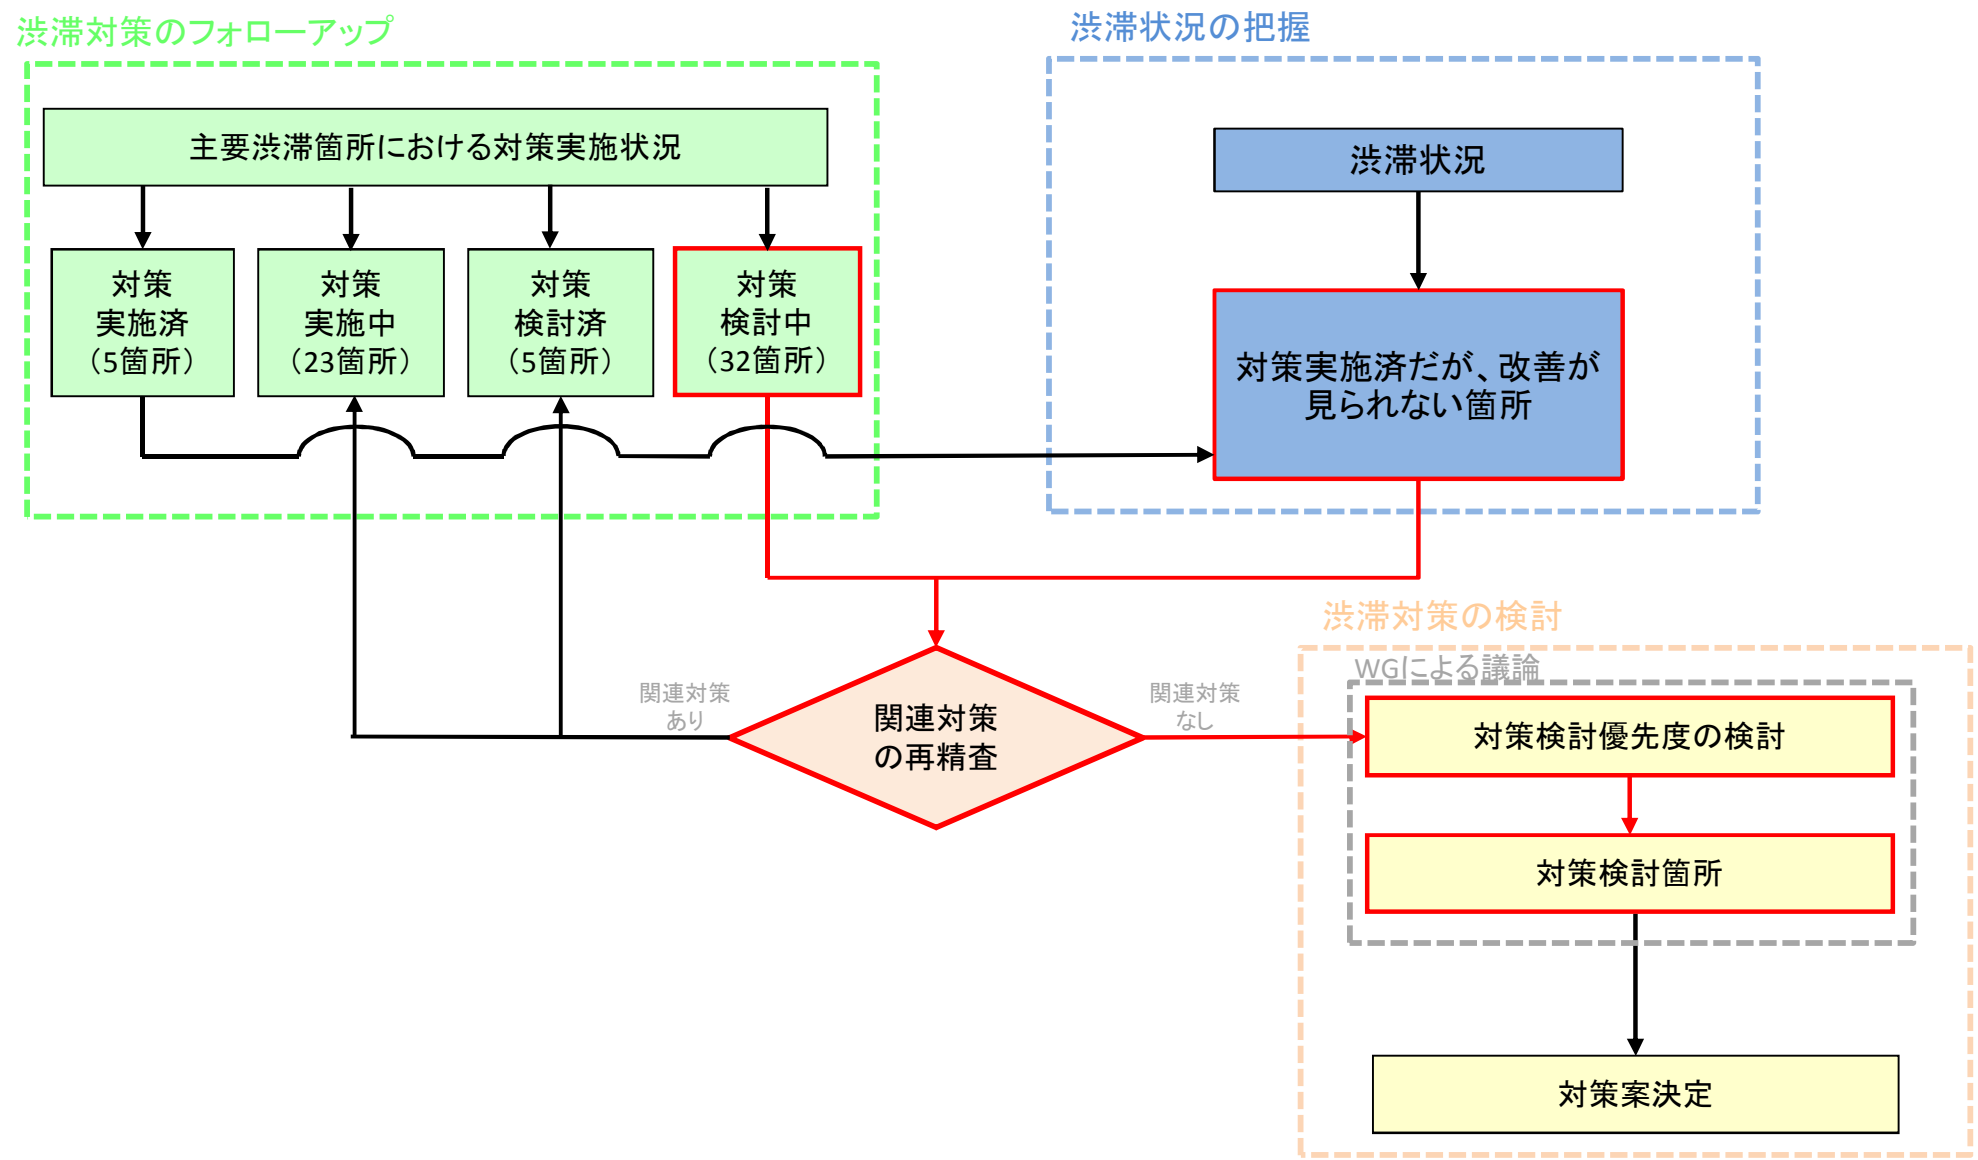 渋滞対策のフォローアップ
主要渋滞箇所における対策実施状況
対策
実施済
（5箇所）
対策
実施中
（23箇所）
対策
検討済
（5箇所）
対策
検討中
（32箇所）
渋滞状況の把握
渋滞状況
対策実施済だが、改善が
見られない箇所
関連対策
あり
関連対策
の再精査
関連対策
なし
渋滞対策の検討
WGによる議論
対策検討優先度の検討
対策検討箇所
対策案決定